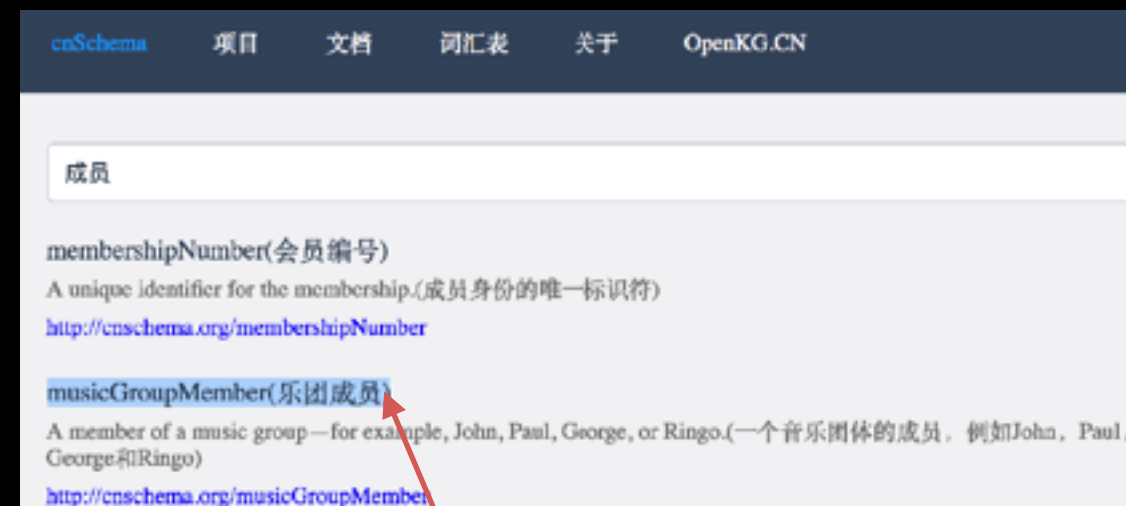 cnSchema 项目 文档 词汇表 关于 OpenKG.CN
成员
membershipNumber(会员编号)
A unique identifier for the membership.(成员身份的唯一标识符)
http://cnschema.org/membershipNumber
musicGroupMember(乐团成员)
A member of a music group—for example, John, Paul, George, or Ringo.(一个音乐团体的成员，例如John，Paul，
George和Ringo)
http://cnschema.org/musicGroupMember